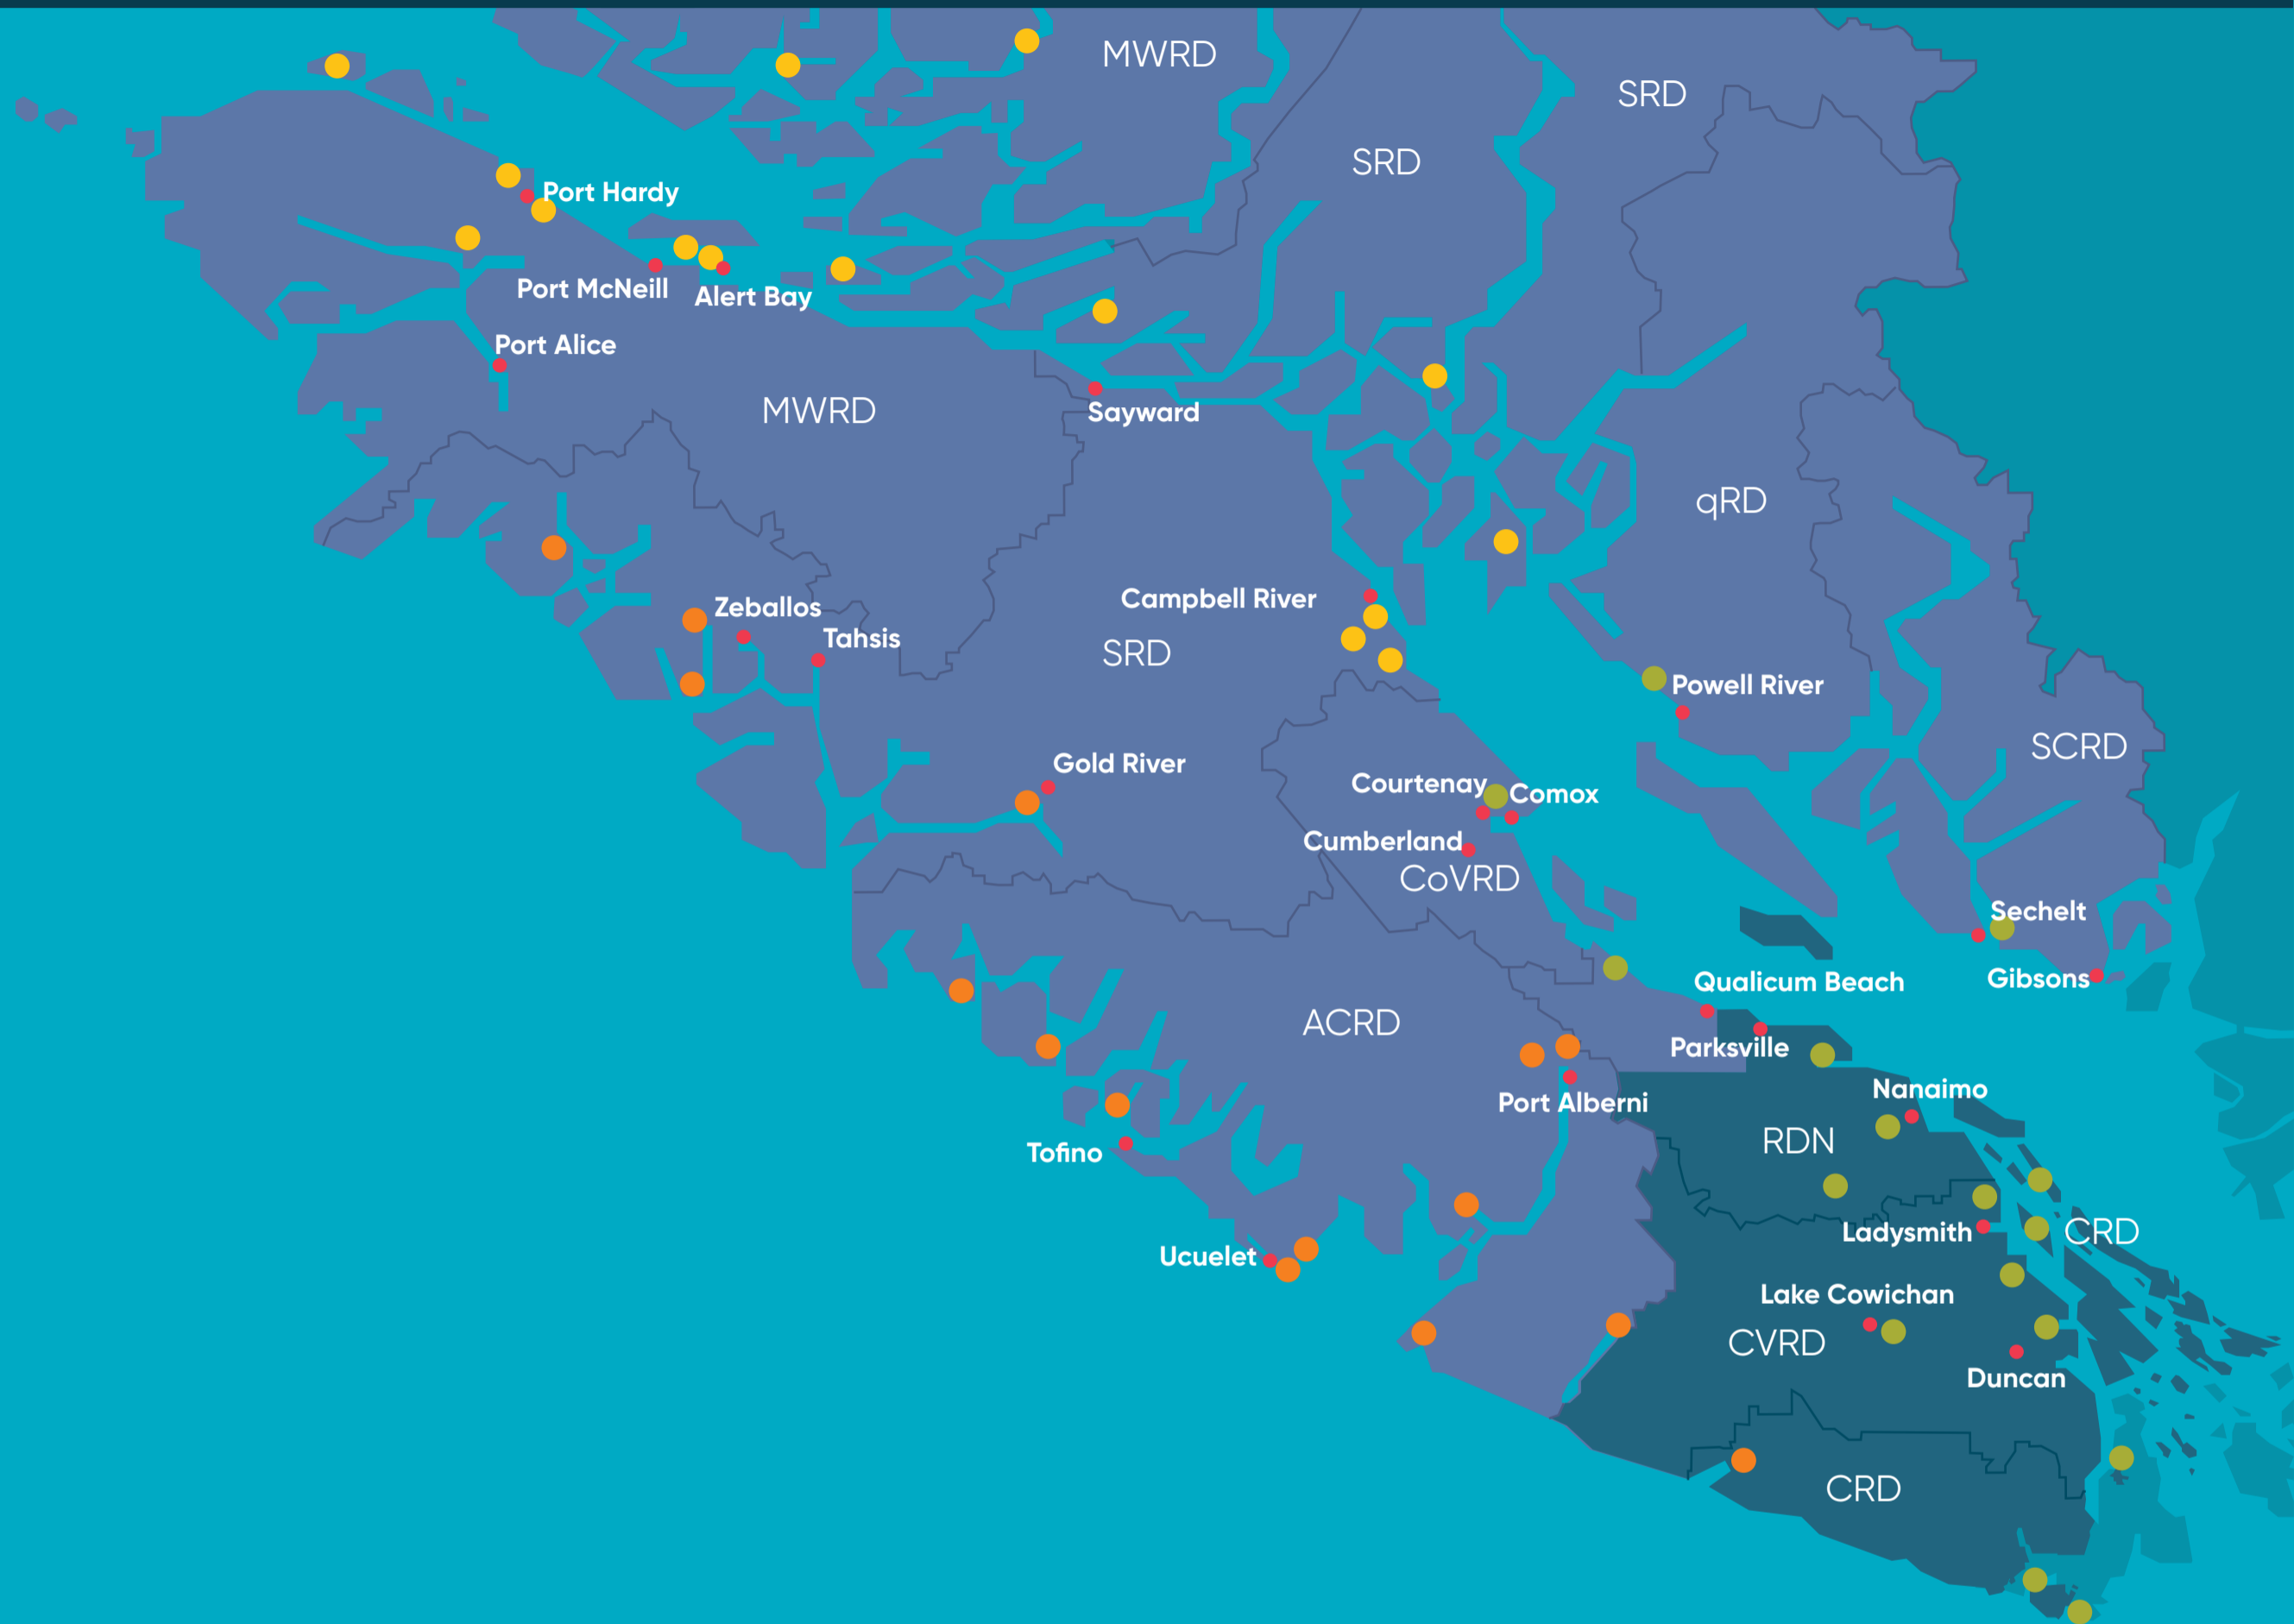 MWRD
SRD
SRD
Port Hardy
Port McNeill
Alert Bay
Port Alice
MWRD
Sayward
qRD
Campbell River
Zeballos
Tahsis
SRD
Powell River
SCRD
Gold River
Courtenay
Comox
Cumberland
CoVRD
Sechelt
Gibsons
Qualicum Beach
ACRD
Parksville
Nanaimo
Port Alberni
RDN
Tofino
Ladysmith
CRD
Ucuelet
Lake Cowichan
CVRD
Duncan
CRD